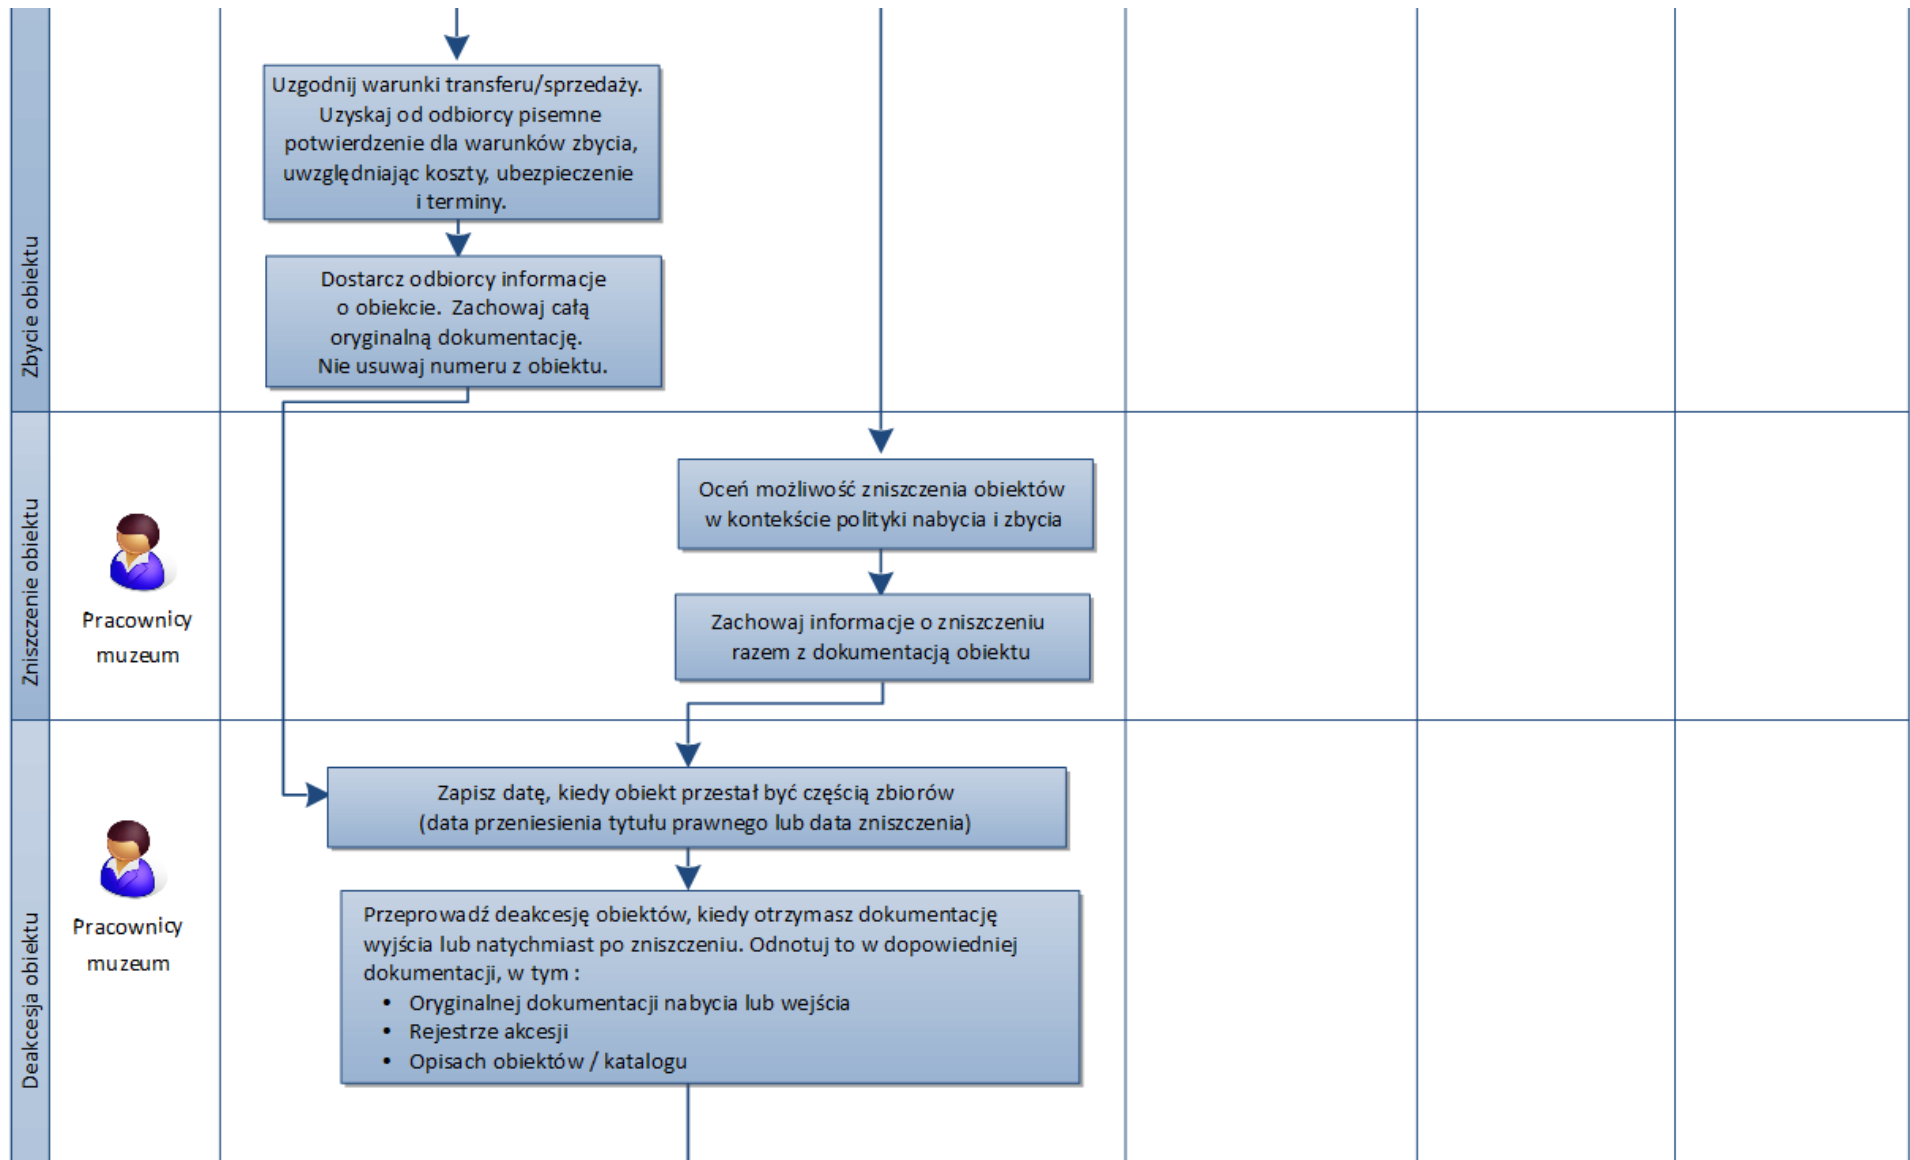 Zbycie obiektu
Uzgodnij warunki transferu/sprzedaży.
Uzyskaj od odbiorcy pisemne
potwierdzenie dla warunków zbycia,
uwzględniając koszty, ubezpieczenie
i terminy.
Dostarcz odbiorcy informacje
o obiekcie. Zachowaj całą
oryginalną dokumentację.
Nie usuwaj numeru z obiektu.
Zniszczenie obiektu
Pracownicy
muzeum
Oceń możliwość zniszczenia obiektów
w kontekście polityki nabycia i zbycia
Zachowaj informacje o zniszczeniu
razem z dokumentacją obiektu
Deakcesja obiektu
Pracownicy
muzeum
Zapisz datę, kiedy obiekt przestał być częścią zbiorów
(data przeniesienia tytułu prawnego lub data zniszczenia)
Przeprowadź deakcesję obiektów, kiedy otrzymasz dokumentację
wyjścia lub natychmiast po zniszczeniu. Odnotuj to w dopowiedniej
dokumentacji, w tym :
• Oryginalnej dokumentacji nabycia lub wejścia
• Rejestrze akcesji
• Opisach obiektów / katalogu